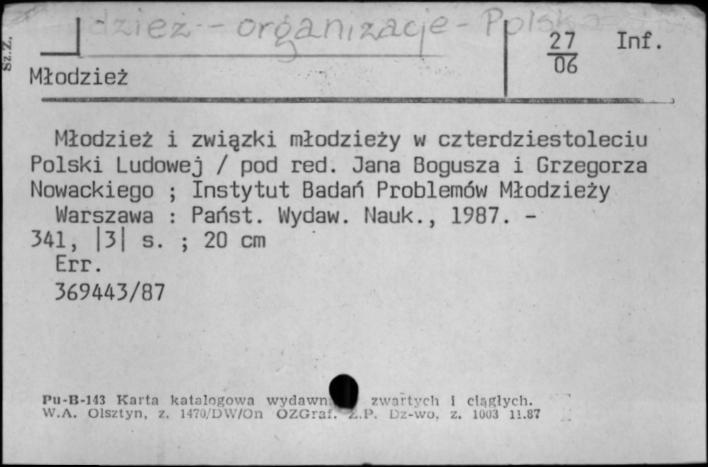 dzież - organizacje - Polska
Sz.Z.
27
06
Inf.
Młodzież
Młodzież i związki młodzieży w czterdziestoleciu
Polski Ludowej / pod red. Jana Bogusza i Grzegorza
Nowackiego ; Instytut Badań Problemów Młodzieży
Warszawa : Państ. Wydaw. Nauk., 1987. -
341, |3| s. ; 20 cm
Err.
369443/87
Pu-B-143 Karta katalogowa wydawn zwartych i ciągłych.
W.A. Olsztyn, z. 1470/DW/On OZGraf. Z.P. Dz-wo, z. 1003 11.87